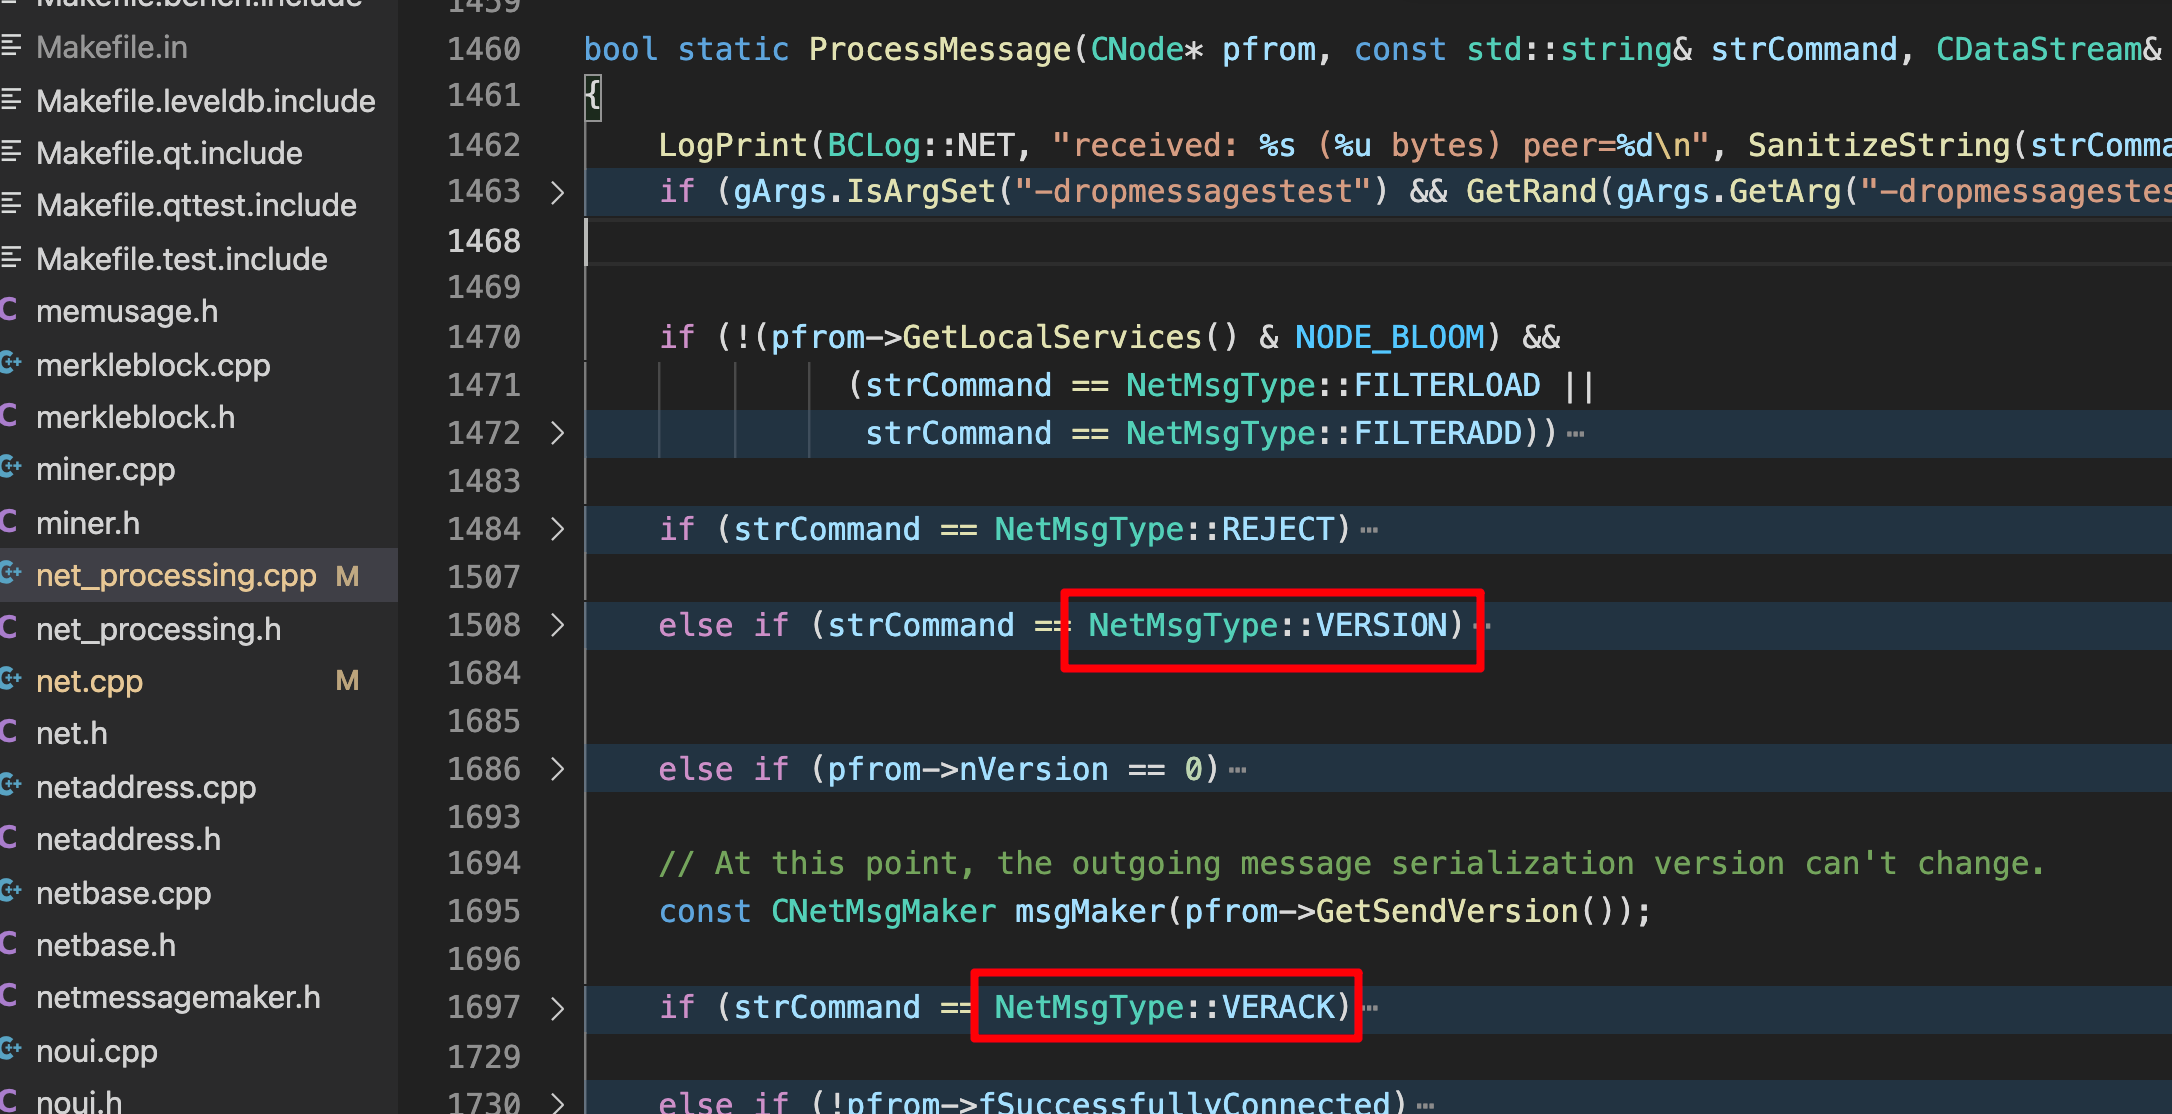 Makefile.bench.include
Makefile.in
Makefile.leveldb.include
Makefile.qt.include
Makefile.qttest.include
Makefile.test.include
memusage.h
merkleblock.cpp
merkleblock.h
miner.cpp
miner.h
net_processing.cpp M
net_processing.h
net.cpp M
net.h
netaddress.cpp
netaddress.h
netbase.cpp
netbase.h
netmessagemaker.h
noui.cpp
noui.h
1459
1460 bool static ProcessMessage(CNode* pfrom, const std::string& strCommand, CDataStream&
1461 {
1462 LogPrint(BCLog::NET, "received: %s (%u bytes) peer=%d\n", SanitizeString(strComma
1463 if (gArgs.IsArgSet("-dropmessagestest") && GetRand(gArgs.GetArg("-dropmessagestes
1468
1469
1470 if (!(pfrom->GetLocalServices() & NODE_BLOOM) &&
1471 (strCommand == NetMsgType::FILTERLOAD ||
1472 strCommand == NetMsgType::FILTERADD))⋯
1483
1484 if (strCommand == NetMsgType::REJECT)⋯
1507
1508 else if (strCommand == NetMsgType::VERSION)⋯
1684
1685
1686 else if (pfrom->nVersion == 0)⋯
1693
1694 // At this point, the outgoing message serialization version can't change.
1695 const CNetMsgMaker msgMaker(pfrom->GetSendVersion());
1696
1697 if (strCommand == NetMsgType::VERACK)⋯
1729
1730 else if (!pfrom->fSuccessfullyConnected)⋯